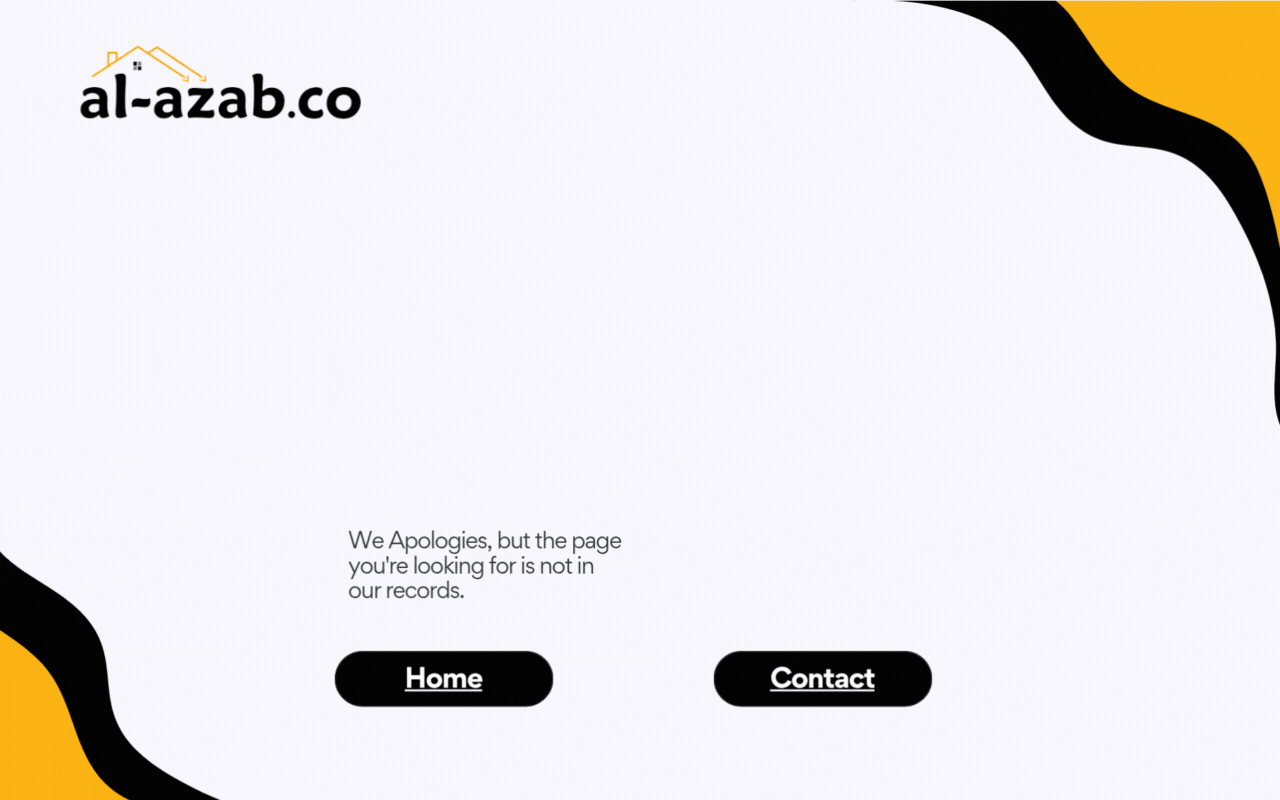 al-azab.co
We Apologies, but the page
you're looking for is not in
our records.
Home
Contact